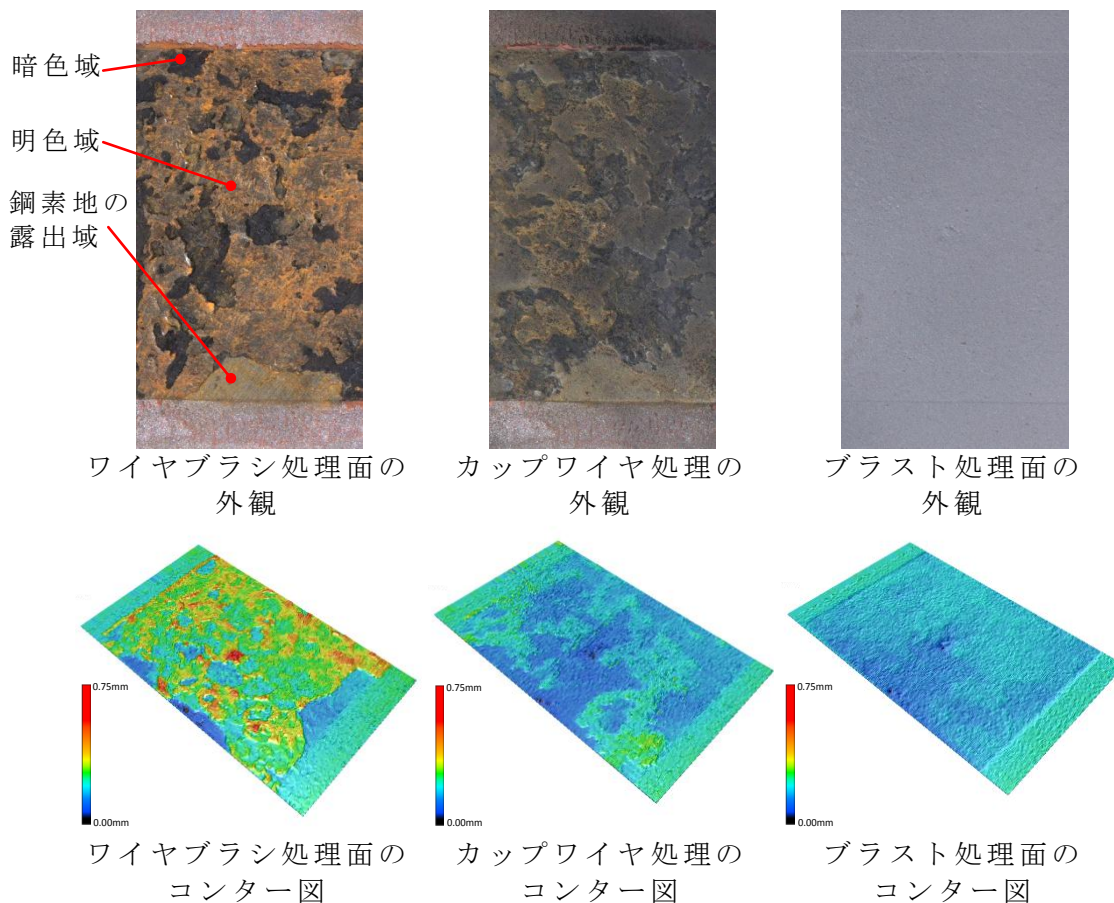 暗色域
明色域
鋼素地の
露出域
ワイヤブラシ処理面の
外観
カップワイヤ処理の
外観
ブラスト処理面の
外観
0.75mm
0.00mm
0.75mm
0.00mm
0.75mm
0.00mm
ワイヤブラシ処理面の
コンター図
カップワイヤ処理の
コンター図
ブラスト処理面の
コンター図